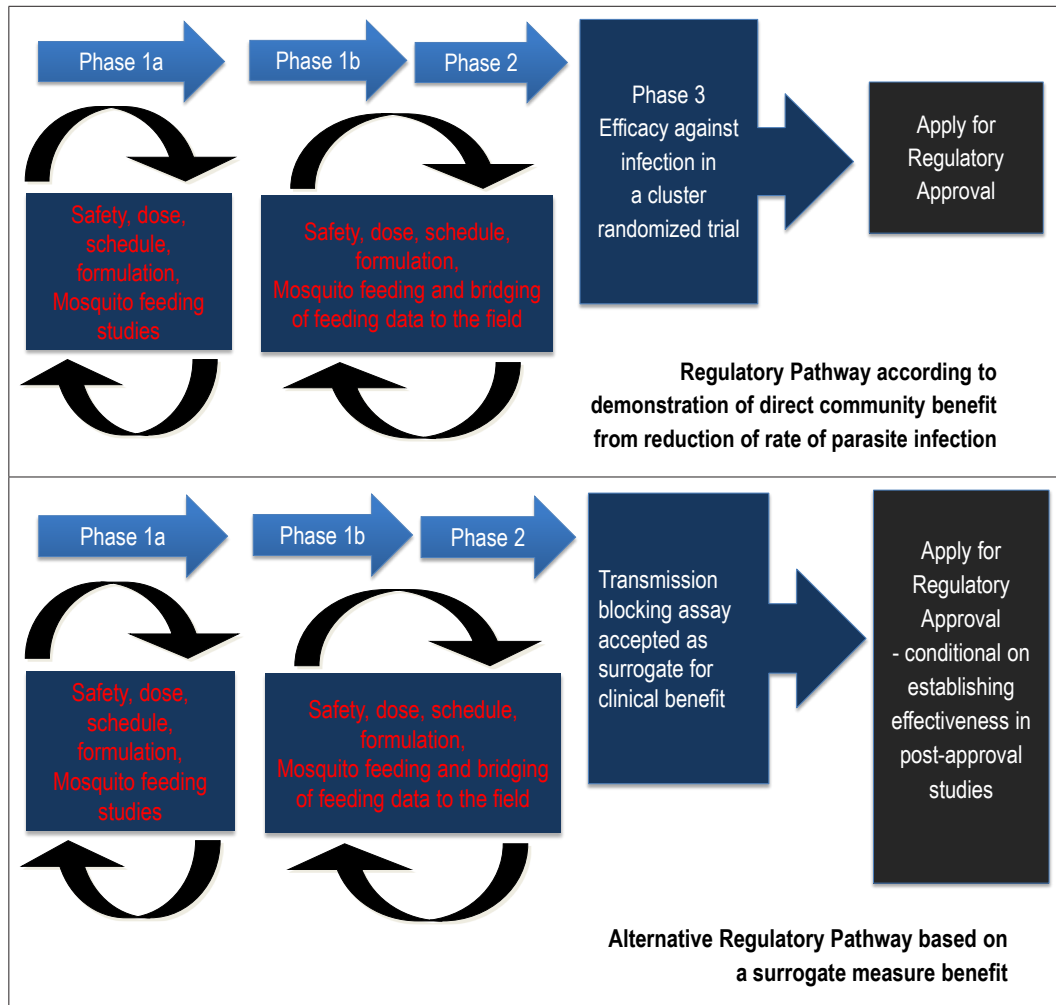 Phase 1a
Phase 1b
Phase 2
Safety, dose,
schedule,
formulation,
Mosquito feeding
studies
Safety, dose, schedule,
formulation,
Mosquito feeding and bridging
of feeding data to the field
Phase 3
Efficacy against
infection in
a cluster
randomized trial
Apply for
Regulatory
Approval
Regulatory Pathway according to
demonstration of direct community benefit
from reduction of rate of parasite infection
Phase 1a
Phase 1b
Phase 2
Safety, dose,
schedule,
formulation,
Mosquito feeding
studies
Safety, dose, schedule,
formulation,
Mosquito feeding and bridging
of feeding data to the field
Transmission
blocking assay
accepted as
surrogate for
clinical benefit
Apply for
Regulatory
Approval
- conditional on
establishing
effectiveness in
post-approval
studies
Alternative Regulatory Pathway based on
a surrogate measure benefit